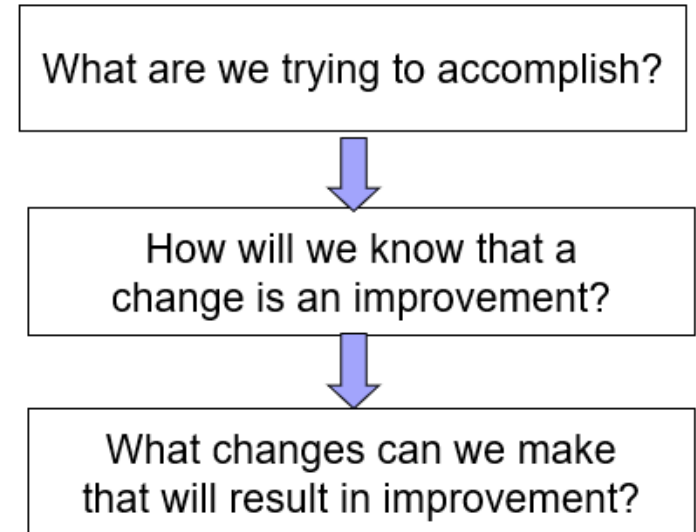 What are we trying to accomplish?
How will we know that a
change is an improvement?
What changes can we make
that will result in improvement?